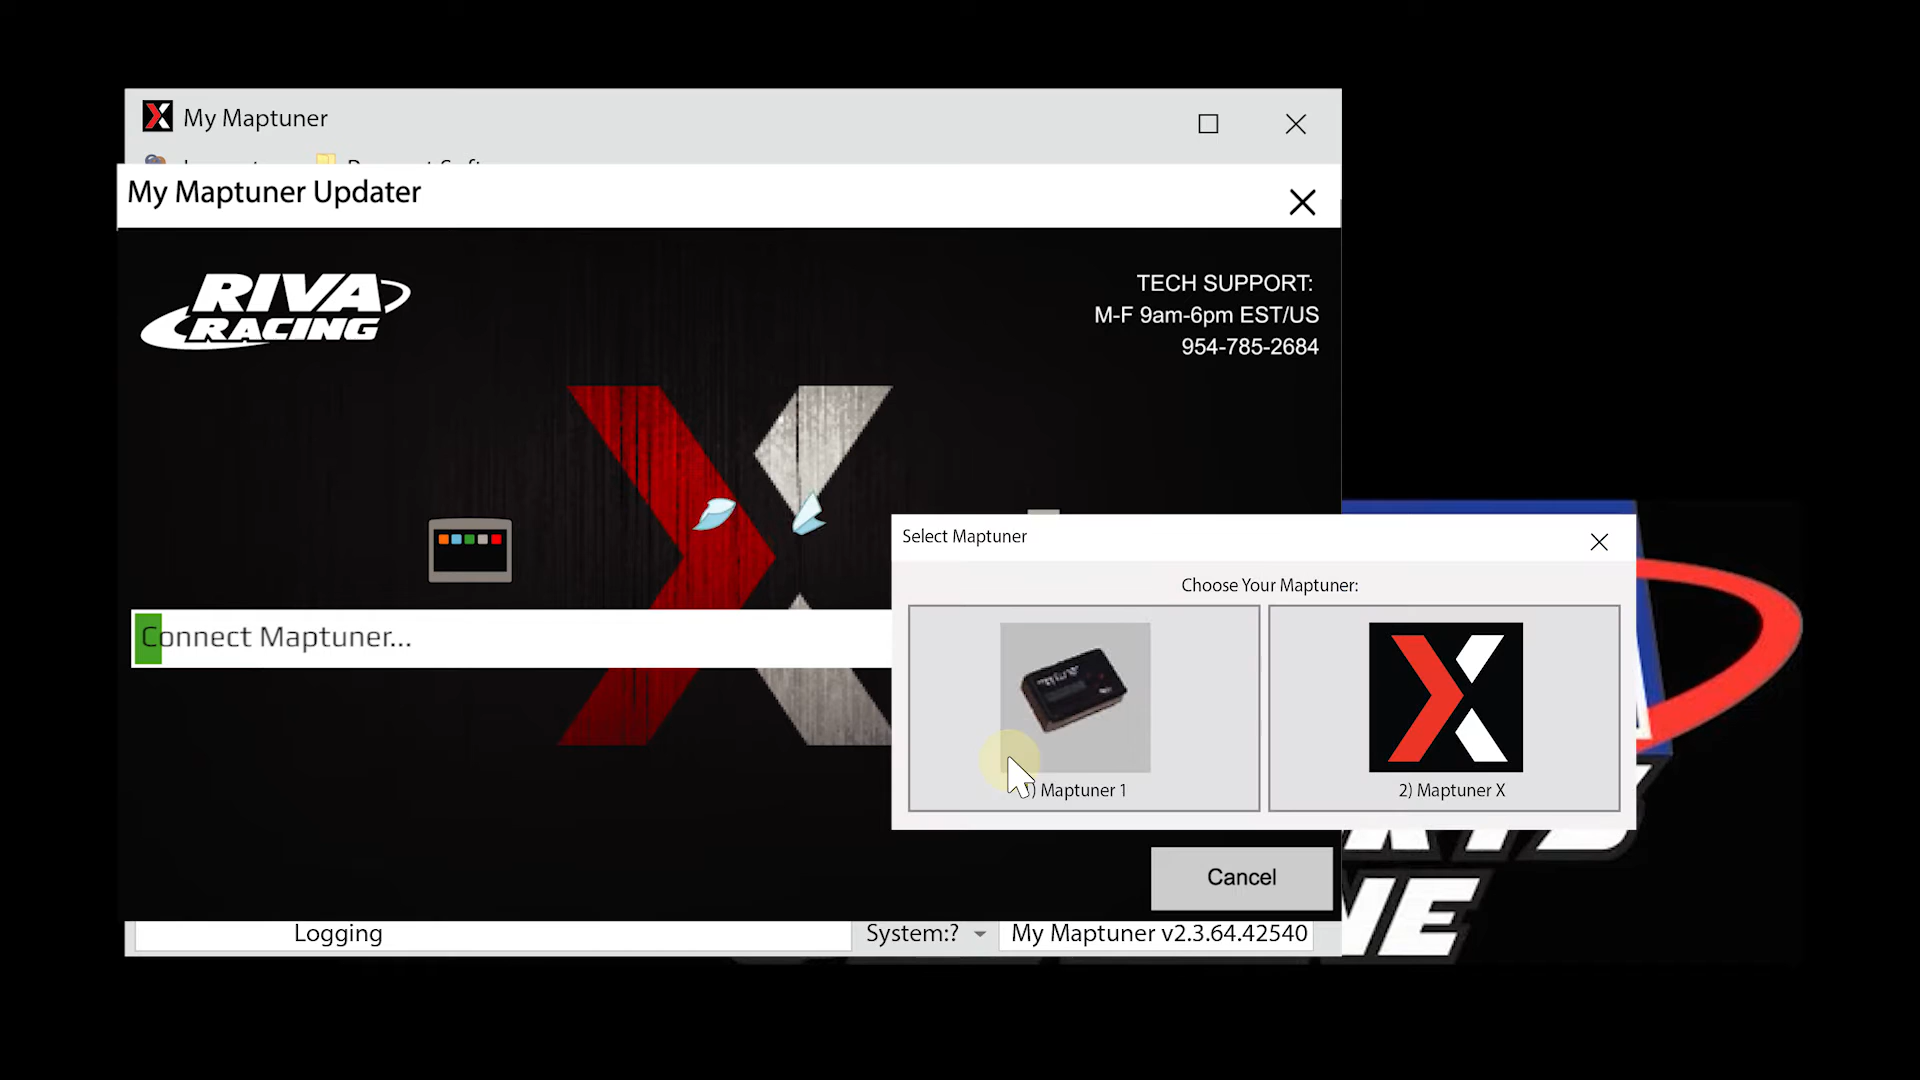 My Maptuner
My Maptuner Updater
RIVA
RACING
TECH SUPPORT:
M-F 9am-6pm EST/US
954-785-2684
Select Maptuner
Choose Your Maptuner:
Connect Maptuner...
) Maptuner 1
2) Maptuner X
Cancel
Logging
System:?
My Maptuner v2.3.64.42540